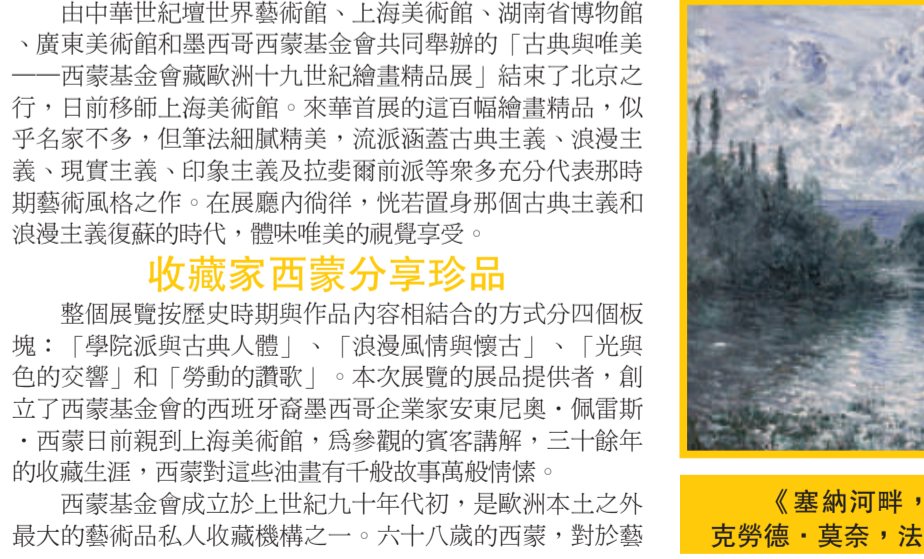 由中華世紀壇世界藝術館、上海美術館、湖南省博物館
、廣東美術館和墨西哥西蒙基金會共同舉辦的「古典與唯美
——西蒙基金會藏歐洲十九世紀繪畫精品展」結束了北京之
行，日前移師上海美術館。來華首展的這百幅繪畫精品，似
乎名家不多，但筆法細膩精美，流派涵蓋古典主義、浪漫主
義、現實主義、印象主義及拉斐爾前派等衆多充分代表那時
期藝術風格之作。在展廳內徜徉，恍若置身那個古典主義和
浪漫主義復蘇的時代，體味唯美的視覺享受。
收藏家西蒙分享珍品
整個展覽按歷史時期與作品內容相結合的方式分四個板
塊：「學院派與古典人體」、「浪漫風情與懷古」、「光與
色的交響」和「勞動的讚歌」。本次展覽的展品提供者，創
立了西蒙基金會的西班牙裔墨西哥企業家安東尼奧·佩雷斯
·西蒙日前親到上海美術館，爲參觀的賓客講解，三十餘年
的收藏生涯，西蒙對這些油畫有千般故事萬般情愫。
西蒙基金會成立於上世紀九十年代初，是歐洲本土之外
最大的藝術品私人收藏機構之一。六十八歲的西蒙，對於藝
《塞納河畔，
克勞德·莫奈，法